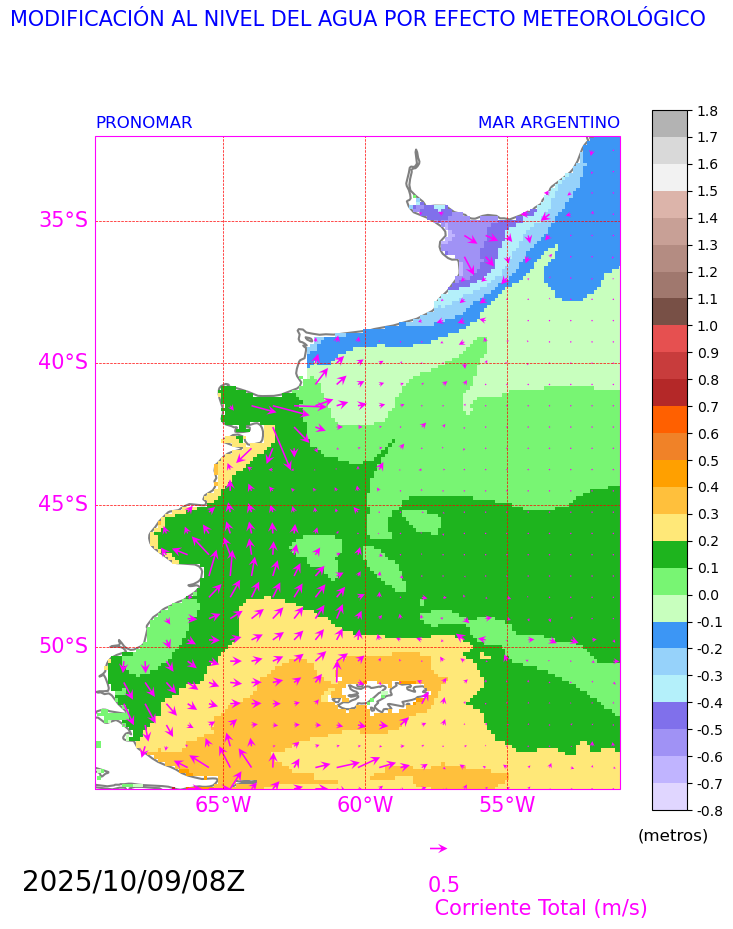 MODIFICACIÓN AL NIVEL DEL AGUA POR EFECTO METEOROLÓGICO
PRONOMAR MAR ARGENTINO
35°S
40°S
45°S
50°S
65°W 60°W 55°W
1.8
1.7
1.6
1.5
1.4
1.3
1.2
1.1
1.0
0.9
0.8
0.7
0.6
0.5
0.4
0.3
0.2
0.1
0.0
-0.1
-0.2
-0.3
-0.4
-0.5
-0.6
-0.7
-0.8
(metros)
2025/10/09/08Z
0.5
Corriente Total (m/s)